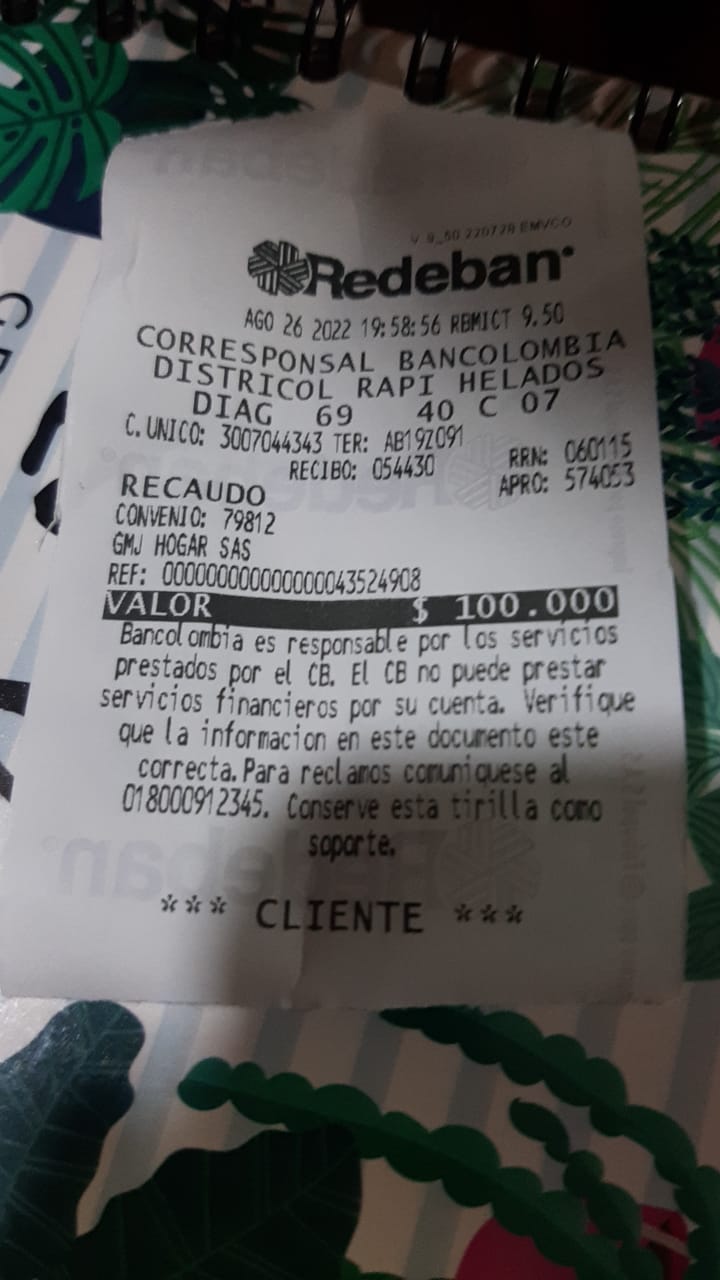 V 9_50 220728 EMVCO
Redeban
AGO 26 2022 19:58:56 RBMICT 9.50
CORRESPONSAL BANCOLOMBIA
DISTRICOL RAPI HELADOS
DIAG 69 40 C 07
C. UNICO: 3007044343 TER: AB19Z091
RECIBO: 054430 RRN: 060115
RECAUDO APRO: 574053
CONVENIO: 79812
GMJ HOGAR SAS
REF: 000000000000000043524908
VALOR $ 100.000
Bancolombia es responsable por los servicios
prestados por el CB. El CB no puede prestar
servicios financieros por su cuenta. Verifique
que la informacion en este documento este
correcta. Para reclamos comuniquese al
018000912345. Conserve esta tirilla como
soporte.
*** CLIENTE ***